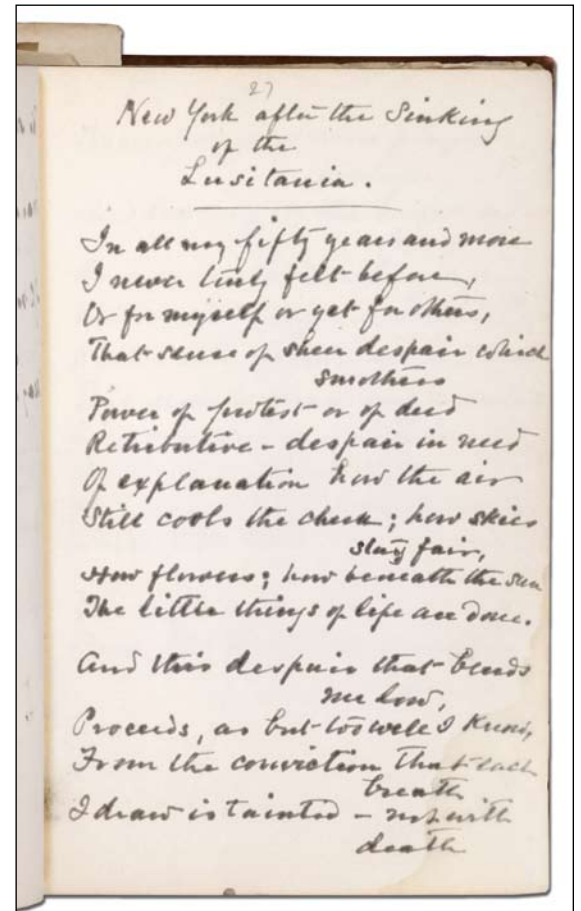 27
New York after the Sinking
of the
Lusitania.
In all my fifty years and more
I never truly felt before,
Or for myself or yet for others,
That sense of sheer despair which
smothers
Power of protest or of deed
Retributive – despair in need
Of explanation how the air
Still cools the cheek; how skies
stay fair,
How flowers; how beneath the sun
The little things of life are done.
And this despair that bends
me low,
Proceeds, as but too well I know,
From the conviction that each
breath
I draw is tainted – not with
death